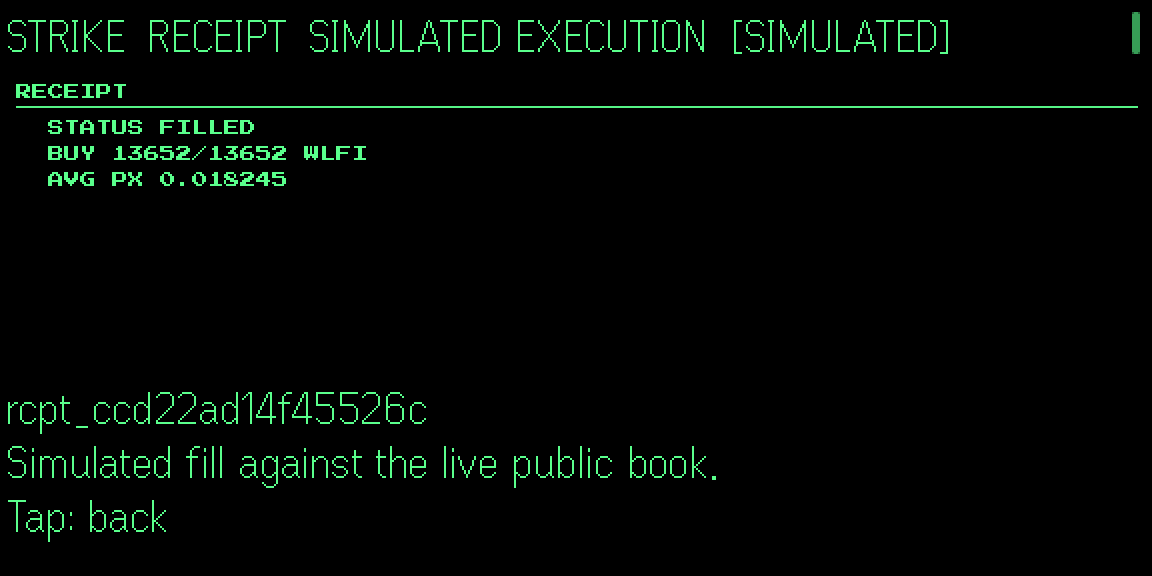 STRIKE RECEIPT SIMULATED EXECUTION [SIMULATED]
RECEIPT
STATUS FILLED
BUY 13652/13652 WLFI
AVG PX 0.018245
rcpt_ccd22ad14f45526c
Simulated fill against the live public book.
Tap: back